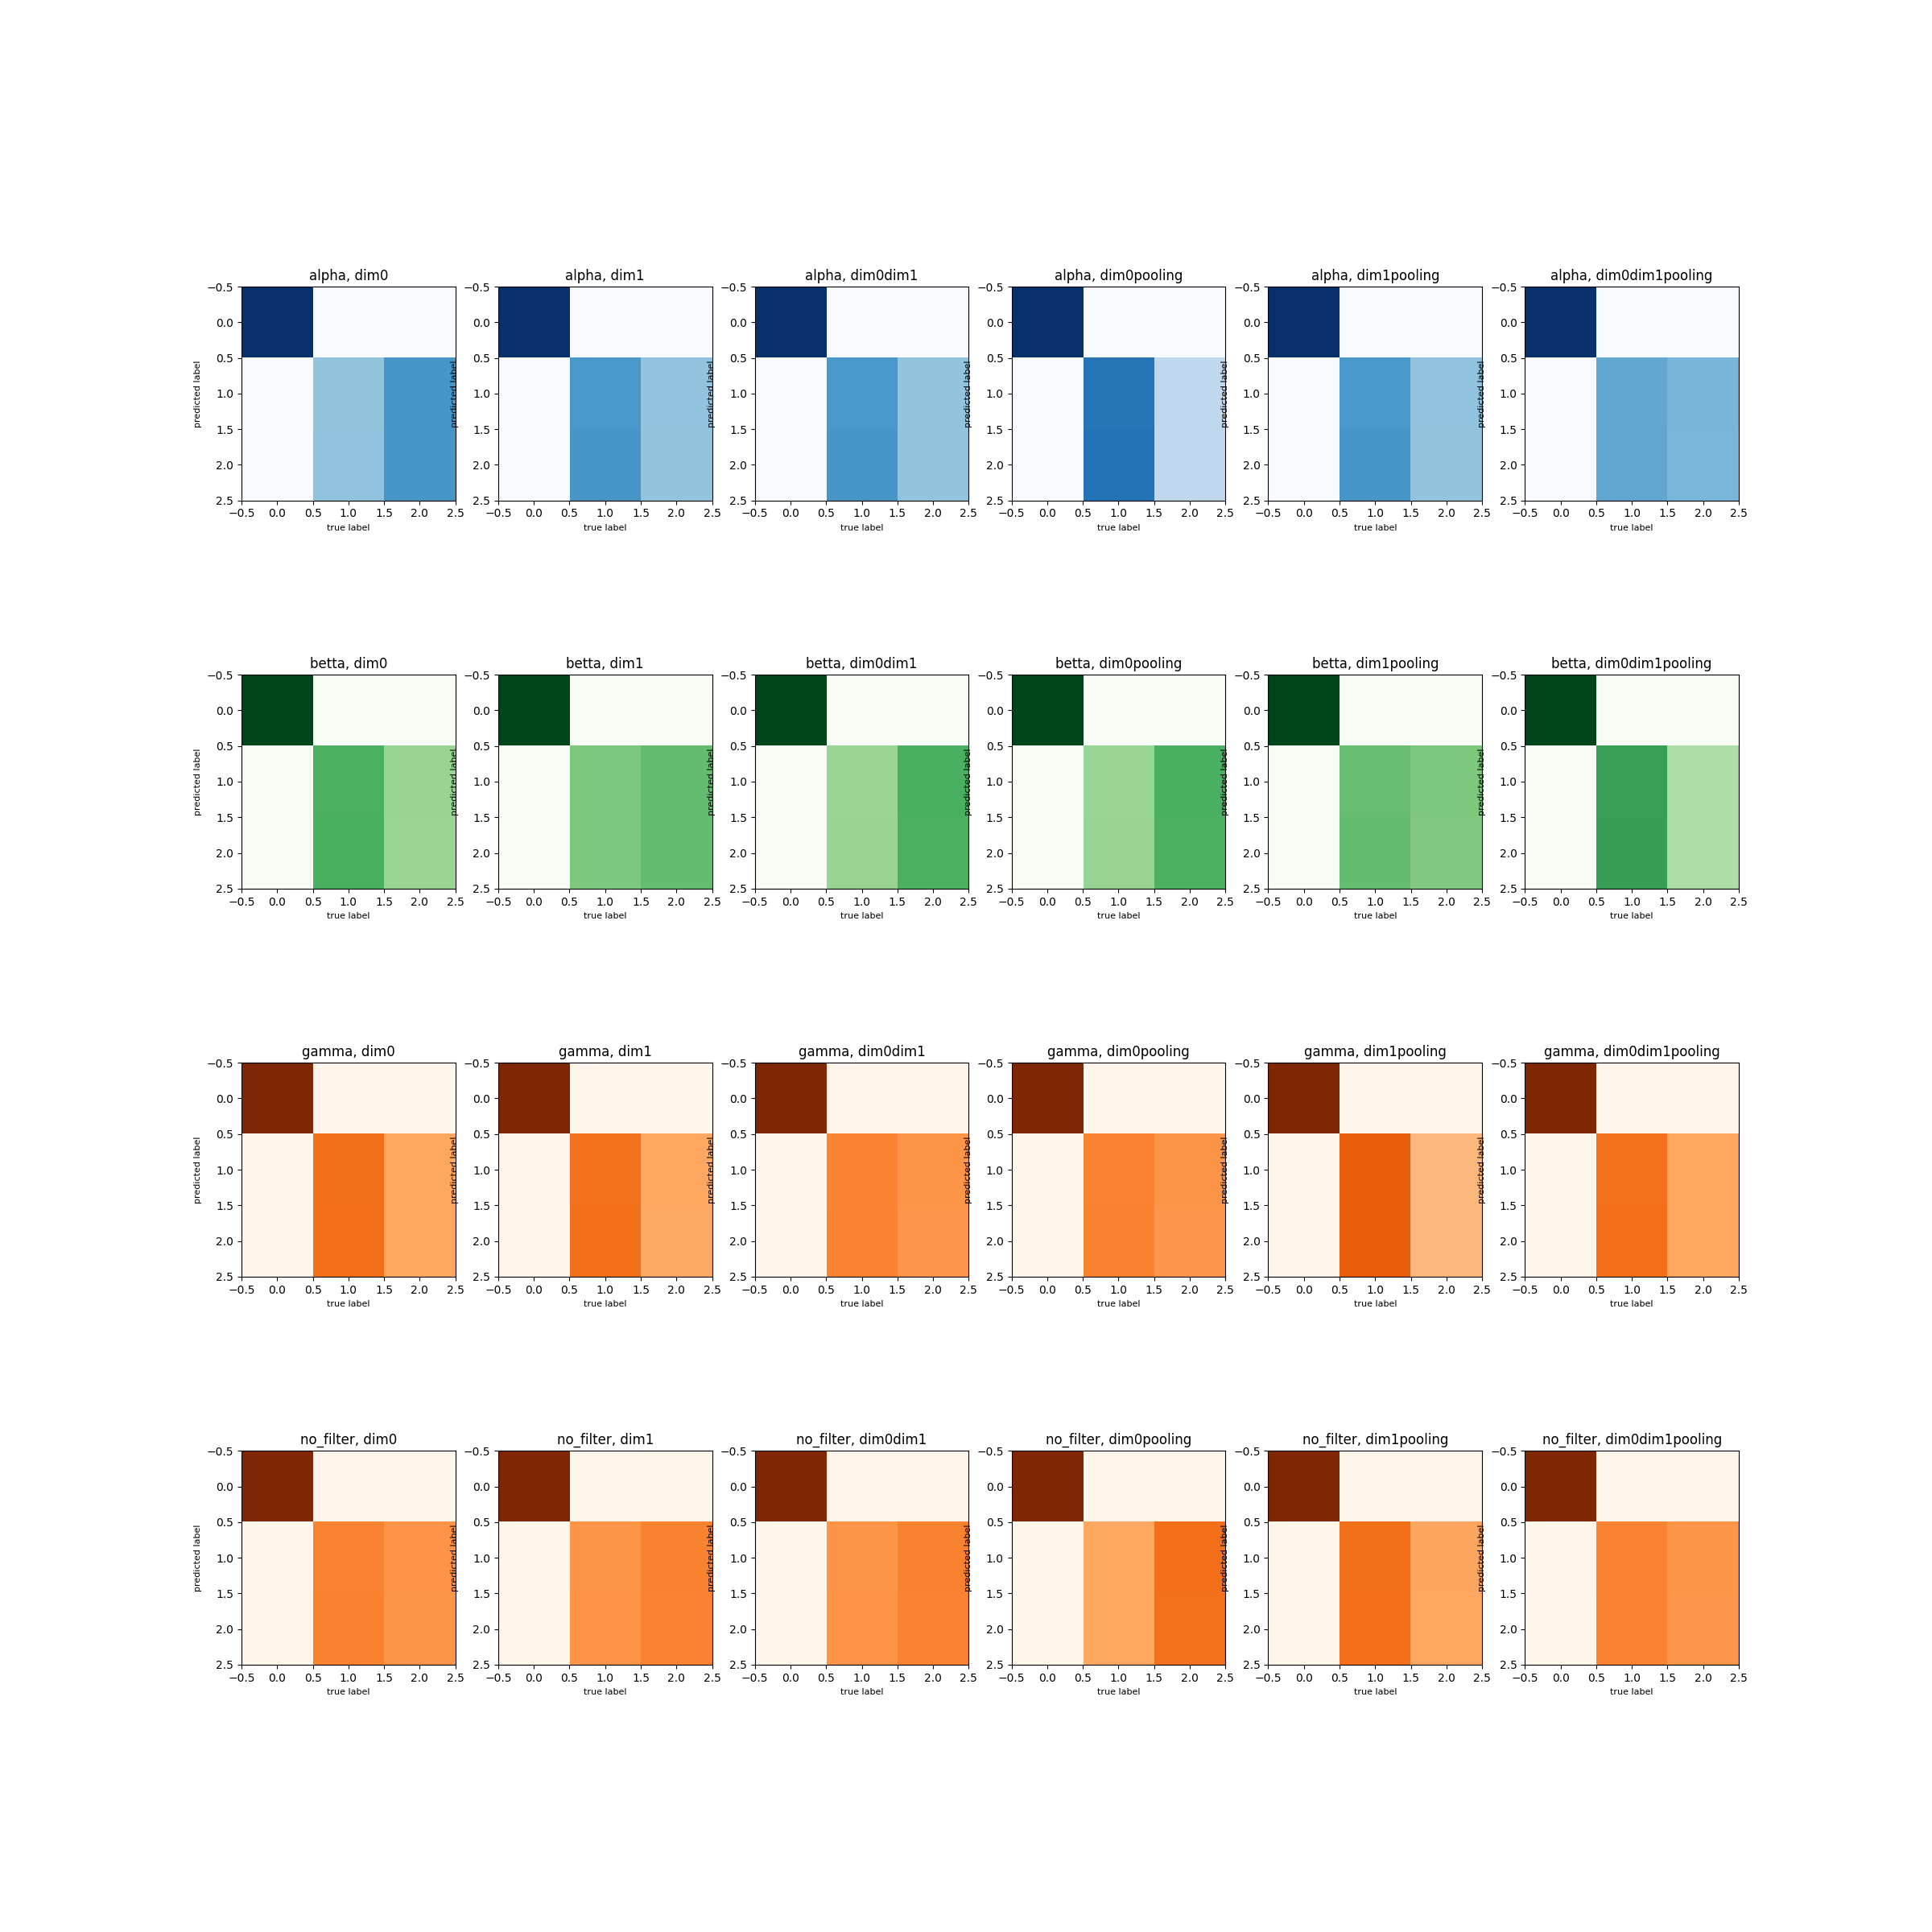 alpha, dim0 alpha, dim1 alpha, dim0dim1 alpha, dim0pooling alpha, dim1pooling alpha, dim0dim1pooling
−0.5 −0.5 −0.5 −0.5 −0.5 −0.5
0.0 0.0 0.0 0.0 0.0 0.0
0.5 0.5 0.5 0.5 0.5 0.5
predicted label predicted label predicted label predicted label predicted label predicted label
1.0 1.0 1.0 1.0 1.0 1.0
1.5 1.5 1.5 1.5 1.5 1.5
2.0 2.0 2.0 2.0 2.0 2.0
2.5 2.5 2.5 2.5 2.5 2.5
−0.5 0.0 0.5 1.0 1.5 2.0 2.5 −0.5 0.0 0.5 1.0 1.5 2.0 2.5 −0.5 0.0 0.5 1.0 1.5 2.0 2.5 −0.5 0.0 0.5 1.0 1.5 2.0 2.5 −0.5 0.0 0.5 1.0 1.5 2.0 2.5 −0.5 0.0 0.5 1.0 1.5 2.0 2.5
true label true label true label true label true label true label
betta, dim0 betta, dim1 betta, dim0dim1 betta, dim0pooling betta, dim1pooling betta, dim0dim1pooling
−0.5 −0.5 −0.5 −0.5 −0.5 −0.5
0.0 0.0 0.0 0.0 0.0 0.0
0.5 0.5 0.5 0.5 0.5 0.5
predicted label predicted label predicted label predicted label predicted label predicted label
1.0 1.0 1.0 1.0 1.0 1.0
1.5 1.5 1.5 1.5 1.5 1.5
2.0 2.0 2.0 2.0 2.0 2.0
2.5 2.5 2.5 2.5 2.5 2.5
−0.5 0.0 0.5 1.0 1.5 2.0 2.5 −0.5 0.0 0.5 1.0 1.5 2.0 2.5 −0.5 0.0 0.5 1.0 1.5 2.0 2.5 −0.5 0.0 0.5 1.0 1.5 2.0 2.5 −0.5 0.0 0.5 1.0 1.5 2.0 2.5 −0.5 0.0 0.5 1.0 1.5 2.0 2.5
true label true label true label true label true label true label
gamma, dim0 gamma, dim1 gamma, dim0dim1 gamma, dim0pooling gamma, dim1pooling gamma, dim0dim1pooling
−0.5 −0.5 −0.5 −0.5 −0.5 −0.5
0.0 0.0 0.0 0.0 0.0 0.0
0.5 0.5 0.5 0.5 0.5 0.5
predicted label predicted label predicted label predicted label predicted label predicted label
1.0 1.0 1.0 1.0 1.0 1.0
1.5 1.5 1.5 1.5 1.5 1.5
2.0 2.0 2.0 2.0 2.0 2.0
2.5 2.5 2.5 2.5 2.5 2.5
−0.5 0.0 0.5 1.0 1.5 2.0 2.5 −0.5 0.0 0.5 1.0 1.5 2.0 2.5 −0.5 0.0 0.5 1.0 1.5 2.0 2.5 −0.5 0.0 0.5 1.0 1.5 2.0 2.5 −0.5 0.0 0.5 1.0 1.5 2.0 2.5 −0.5 0.0 0.5 1.0 1.5 2.0 2.5
true label true label true label true label true label true label
no_filter, dim0 no_filter, dim1 no_filter, dim0dim1 no_filter, dim0pooling no_filter, dim1pooling no_filter, dim0dim1pooling
−0.5 −0.5 −0.5 −0.5 −0.5 −0.5
0.0 0.0 0.0 0.0 0.0 0.0
0.5 0.5 0.5 0.5 0.5 0.5
predicted label predicted label predicted label predicted label predicted label predicted label
1.0 1.0 1.0 1.0 1.0 1.0
1.5 1.5 1.5 1.5 1.5 1.5
2.0 2.0 2.0 2.0 2.0 2.0
2.5 2.5 2.5 2.5 2.5 2.5
−0.5 0.0 0.5 1.0 1.5 2.0 2.5 −0.5 0.0 0.5 1.0 1.5 2.0 2.5 −0.5 0.0 0.5 1.0 1.5 2.0 2.5 −0.5 0.0 0.5 1.0 1.5 2.0 2.5 −0.5 0.0 0.5 1.0 1.5 2.0 2.5 −0.5 0.0 0.5 1.0 1.5 2.0 2.5
true label true label true label true label true label true label